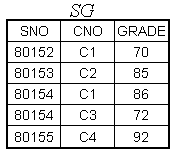 SG
SNO CNO GRADE
80152 C1 70
80153 C2 85
80154 C1 86
80154 C3 72
80155 C4 92